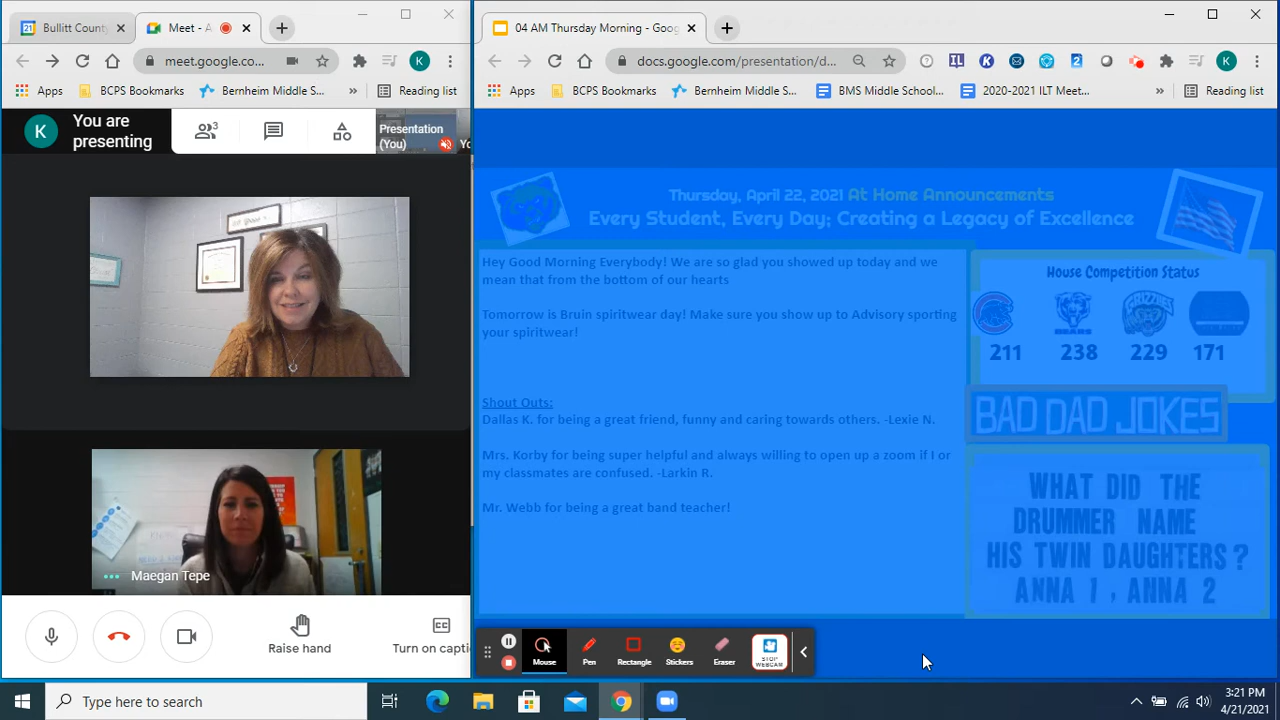 Bullitt County
Meet - A
04 AM Thursday Morning - Goog
meet.google.co...
K
docs.google.com/presentation/d...
K
Apps
BCPS Bookmarks
Bernheim Middle S...
»
Reading list
Apps
BCPS Bookmarks
Bernheim Middle S...
BMS Middle School...
2020-2021 ILT Meet...
»
Reading list
K
You are
presenting
3
Presentation
(You)
Yo
Thursday, April 22, 2021 At Home Announcements
Every Student, Every Day; Creating a Legacy of Excellence
Hey Good Morning Everybody! We are so glad you showed up today and we
mean that from the bottom of our hearts
Tomorrow is Bruin spiritwear day! Make sure you show up to Advisory sporting
your spiritwear!
Shout Outs:
Dallas K. for being a great friend, funny and caring towards others. -Lexie N.
Mrs. Korby for being super helpful and always willing to open up a zoom if I or
my classmates are confused. -Larkin R.
Mr. Webb for being a great band teacher!
House Competition Status
BEARS
GRIZZLIES
211 238 229 171
BAD DAD JOKES
WHAT DID THE
DRUMMER NAME
HIS TWIN DAUGHTERS?
ANNA 1, ANNA 2
Maegan Tepe
Raise hand
Turn on captio
Mouse
Pen
Rectangle
Stickers
Eraser
STOP
WEBCAM
Type here to search
3:21 PM
4/21/2021